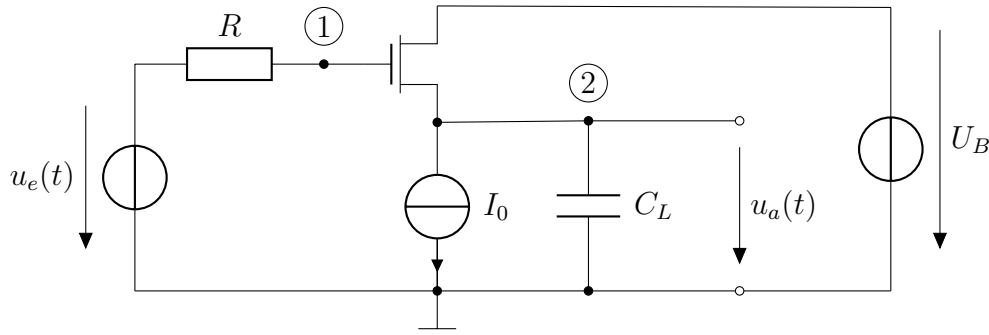 R
1
2
u_e(t)
I_0
C_L
u_a(t)
U_B